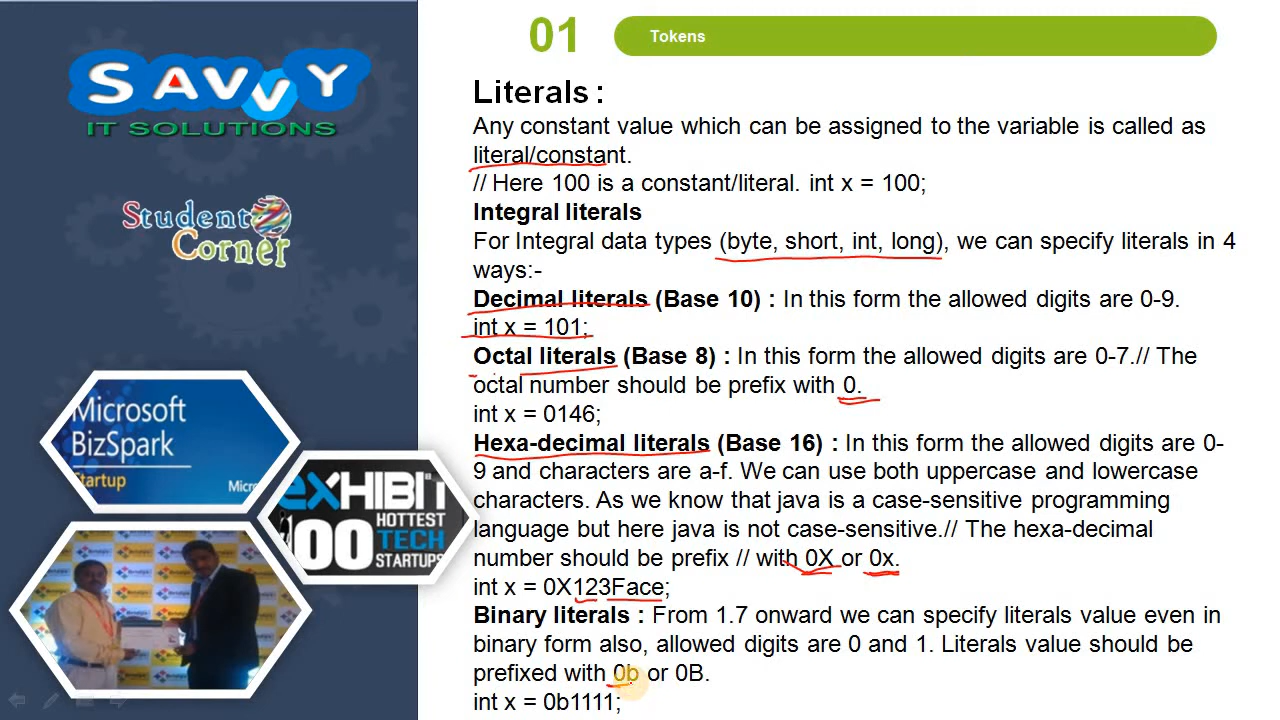 SAVVY
IT SOLUTIONS
Student
Corner
Microsoft
BizSpark
Startup
Micros
eXHIBIT
100 HOTTEST
TECH
STARTUPS
01
Tokens
Literals :
Any constant value which can be assigned to the variable is called as
literal/constant.
// Here 100 is a constant/literal. int x = 100;
Integral literals
For Integral data types (byte, short, int, long), we can specify literals in 4
ways:-
Decimal literals (Base 10) : In this form the allowed digits are 0-9.
int x = 101;
Octal literals (Base 8) : In this form the allowed digits are 0-7.// The
octal number should be prefix with 0.
int x = 0146;
Hexa-decimal literals (Base 16) : In this form the allowed digits are 0-
9 and characters are a-f. We can use both uppercase and lowercase
characters. As we know that java is a case-sensitive programming
language but here java is not case-sensitive.// The hexa-decimal
number should be prefix // with 0X or 0x.
int x = 0X123Face;
Binary literals : From 1.7 onward we can specify literals value even in
binary form also, allowed digits are 0 and 1. Literals value should be
prefixed with 0b or 0B.
int x = 0b1111;